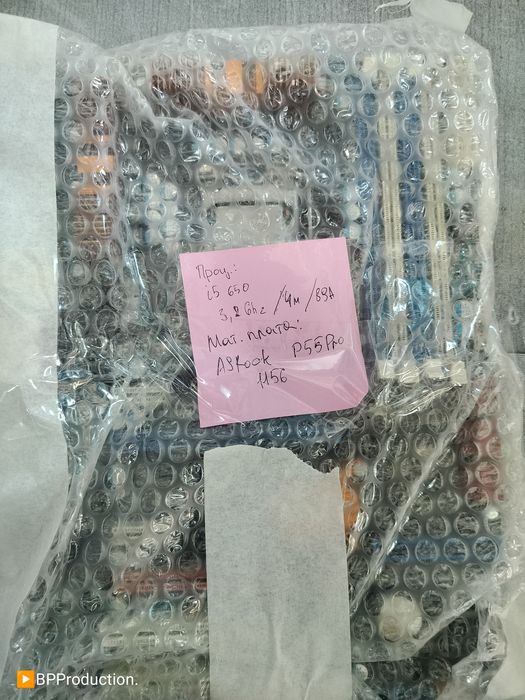 Проц.:
i5 650
3,2 Ghz /4м /89А
Мат. плата:
ASRock P55Pro
1156
BPProduction.